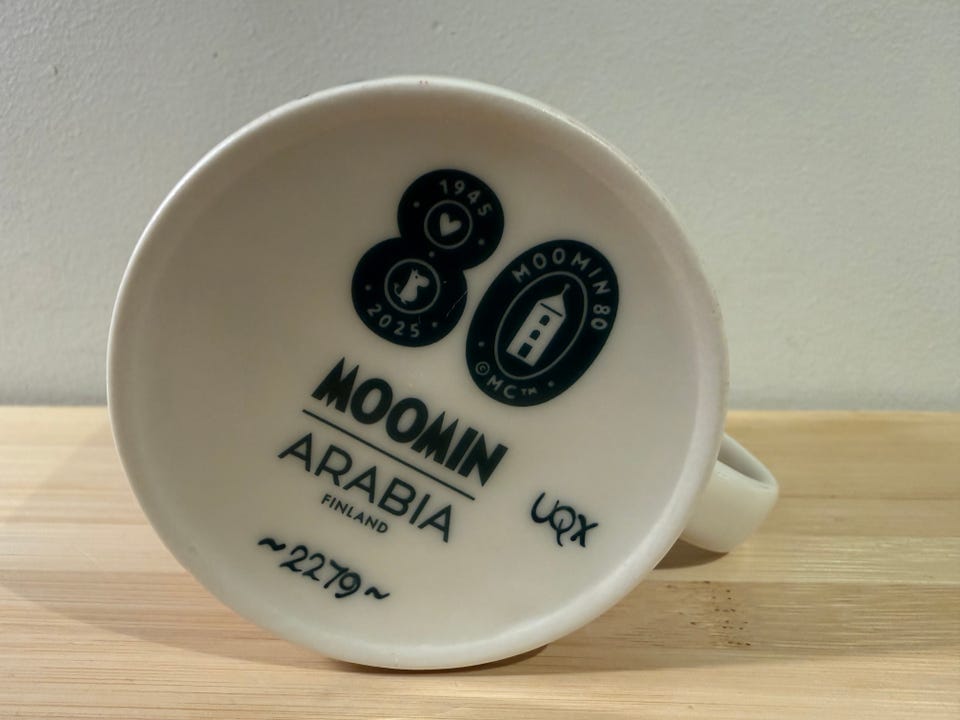 1945
2025
MOOMIN 80
©MC™
MOOMIN
ARABIA
FINLAND
~2279~
UQX